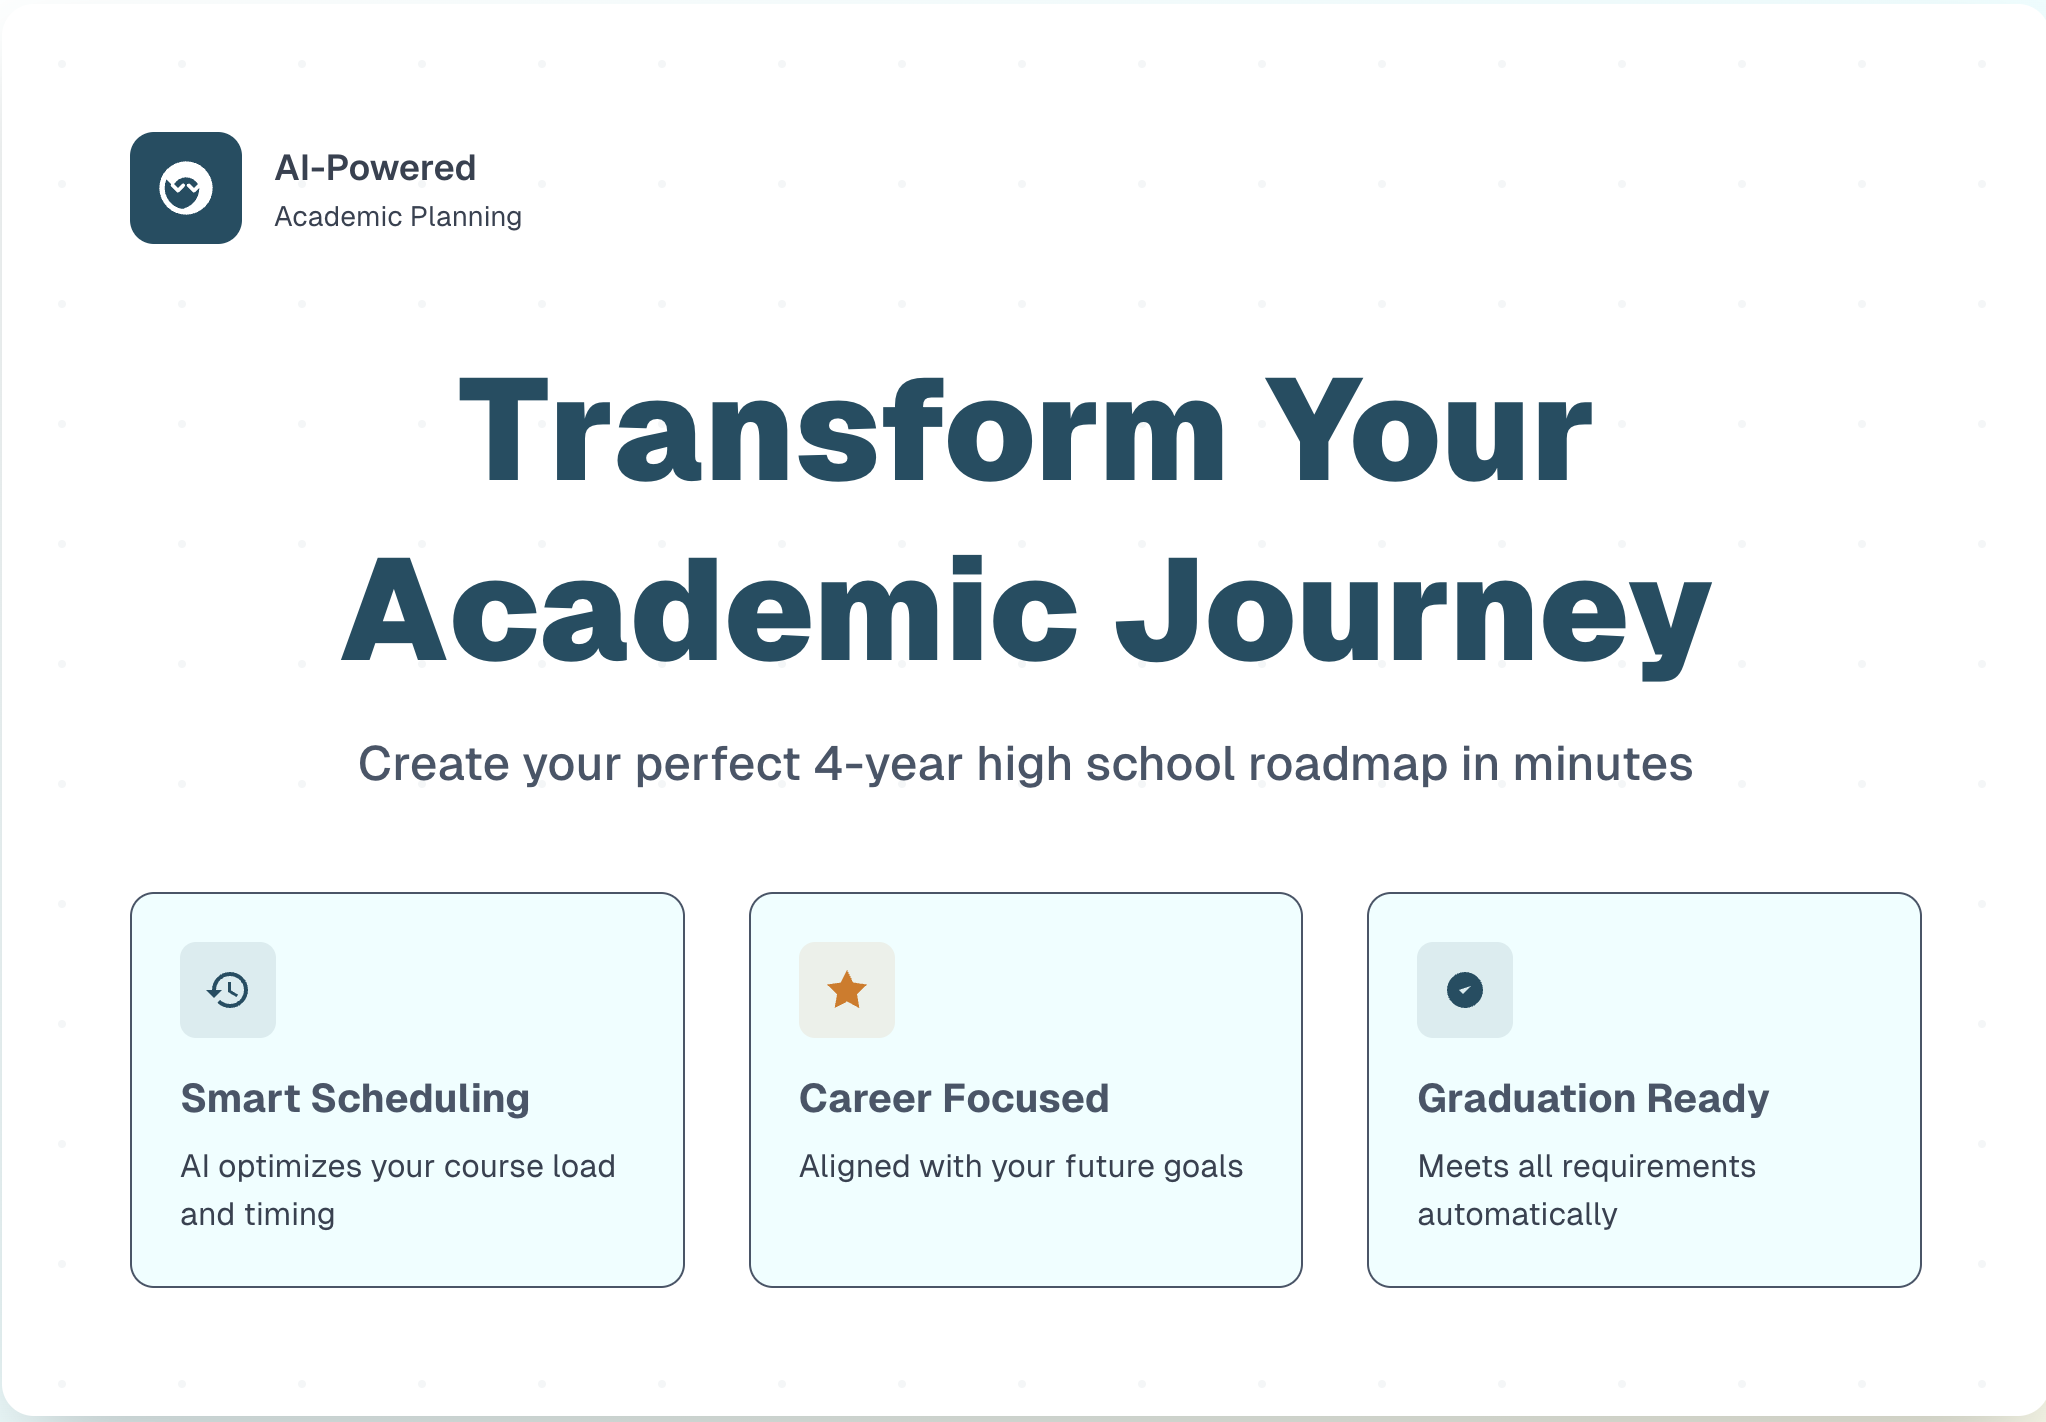 AI-Powered
Academic Planning
Transform Your
Academic Journey
Create your perfect 4-year high school roadmap in minutes
Smart Scheduling
AI optimizes your course load
and timing
Career Focused
Aligned with your future goals
Graduation Ready
Meets all requirements
automatically